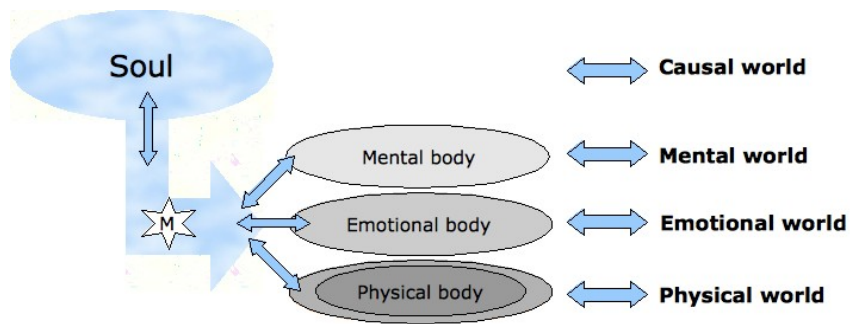 Soul
Causal world
Mental body
Mental world
M
Emotional body
Emotional world
Physical body
Physical world